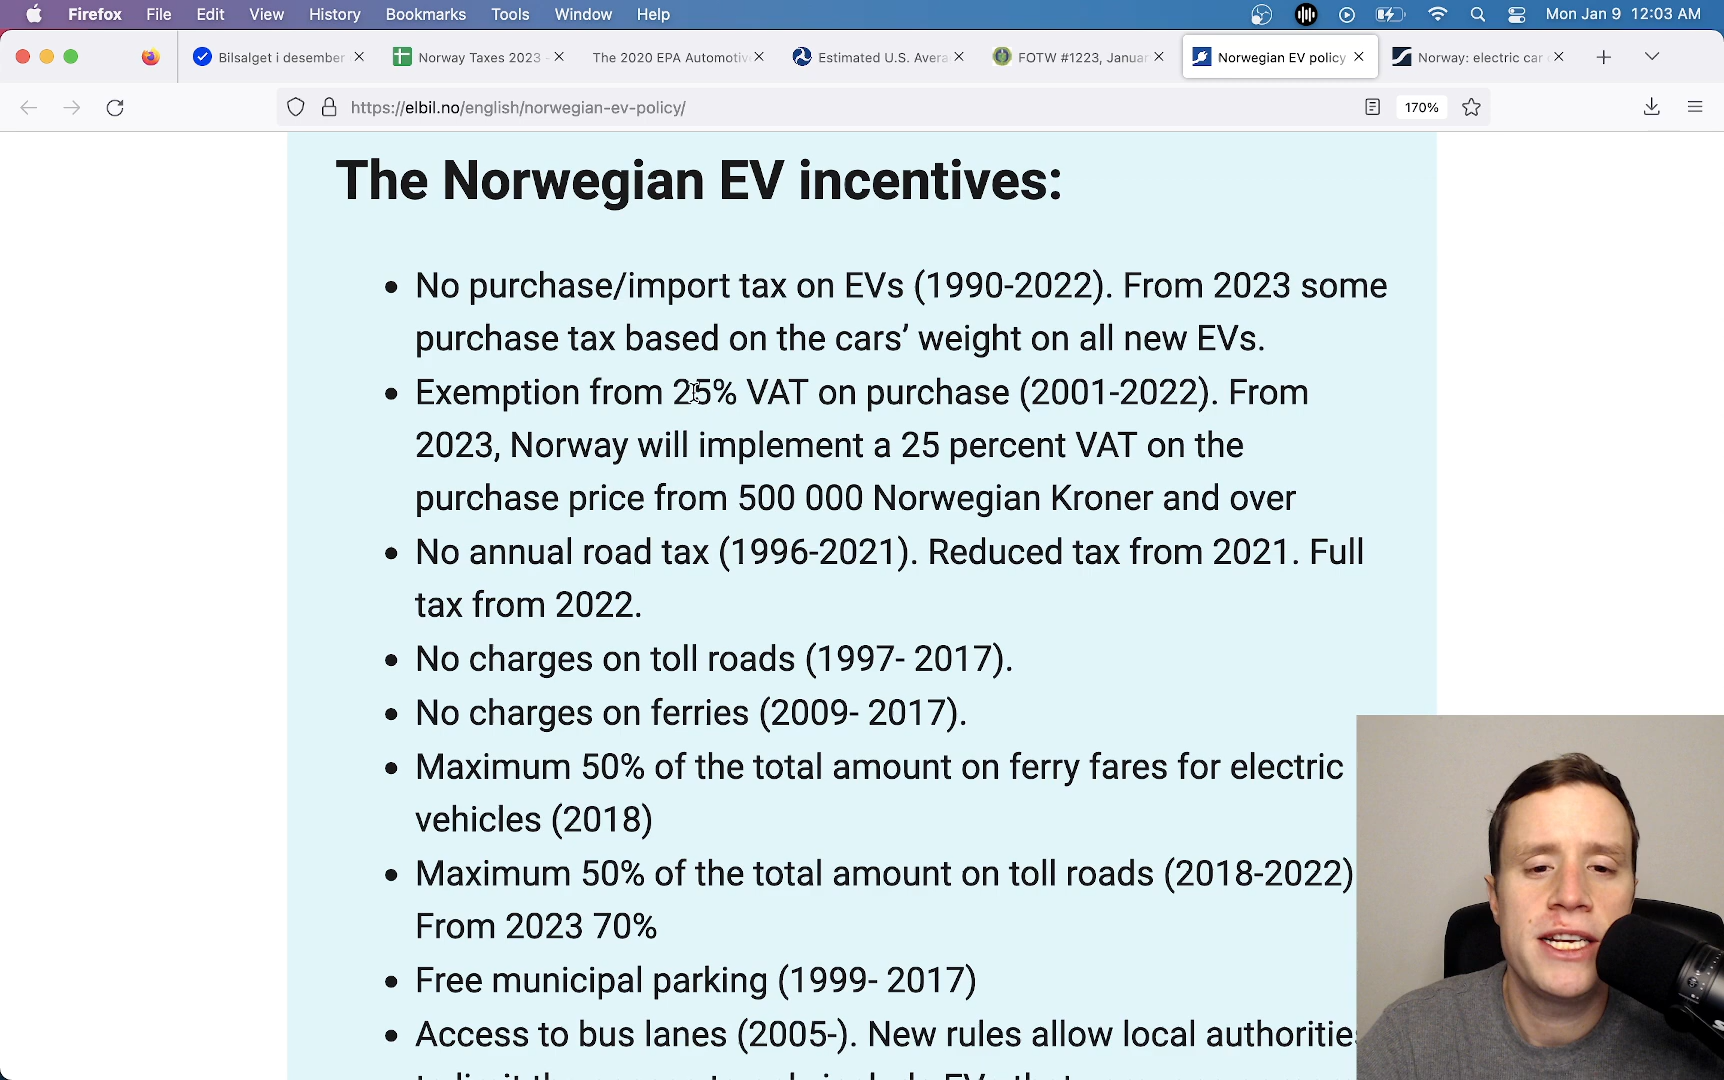 Firefox File Edit View History Bookmarks Tools Window Help Mon Jan 9 12:03 AM
Bilsalget i desember Norway Taxes 2023 - The 2020 EPA Automotiv Estimated U.S. Avera FOTW #1223, Januar Norwegian EV policy Norway: electric car
https://elbil.no/english/norwegian-ev-policy/ 170%
The Norwegian EV incentives:
• No purchase/import tax on EVs (1990-2022). From 2023 some
purchase tax based on the cars’ weight on all new EVs.
• Exemption from 25% VAT on purchase (2001-2022). From
2023, Norway will implement a 25 percent VAT on the
purchase price from 500 000 Norwegian Kroner and over
• No annual road tax (1996-2021). Reduced tax from 2021. Full
tax from 2022.
• No charges on toll roads (1997- 2017).
• No charges on ferries (2009- 2017).
• Maximum 50% of the total amount on ferry fares for electric
vehicles (2018)
• Maximum 50% of the total amount on toll roads (2018-2022)
From 2023 70%
• Free municipal parking (1999- 2017)
• Access to bus lanes (2005-). New rules allow local authorities